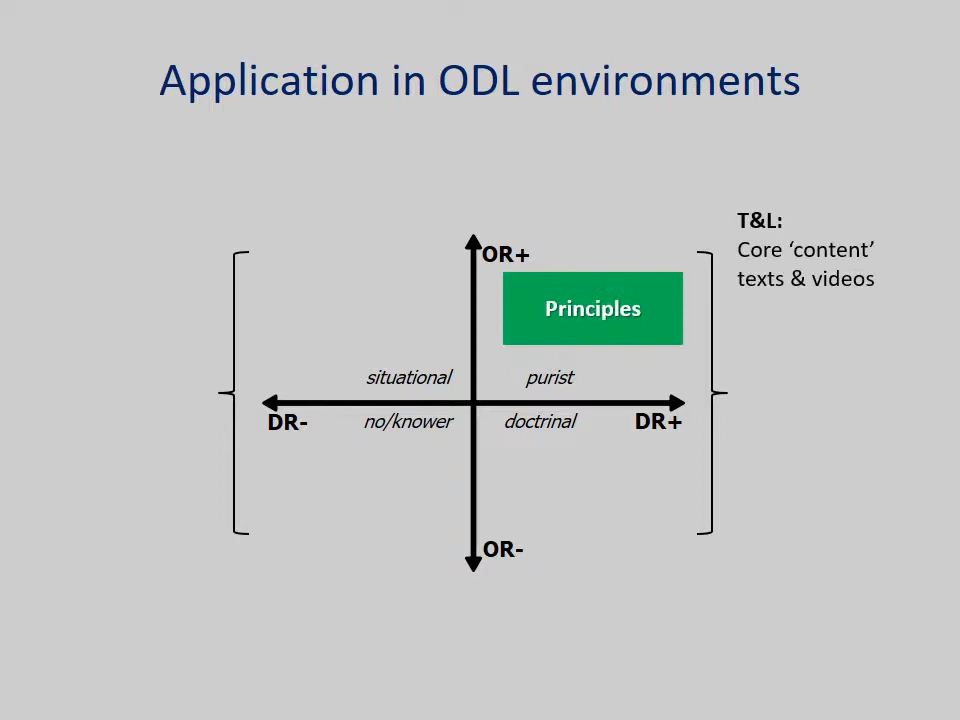 Application in ODL environments
T&L:
Core ‘content’
texts & videos
OR+
Principles
situational
purist
DR-
no/knower
doctrinal
DR+
OR-